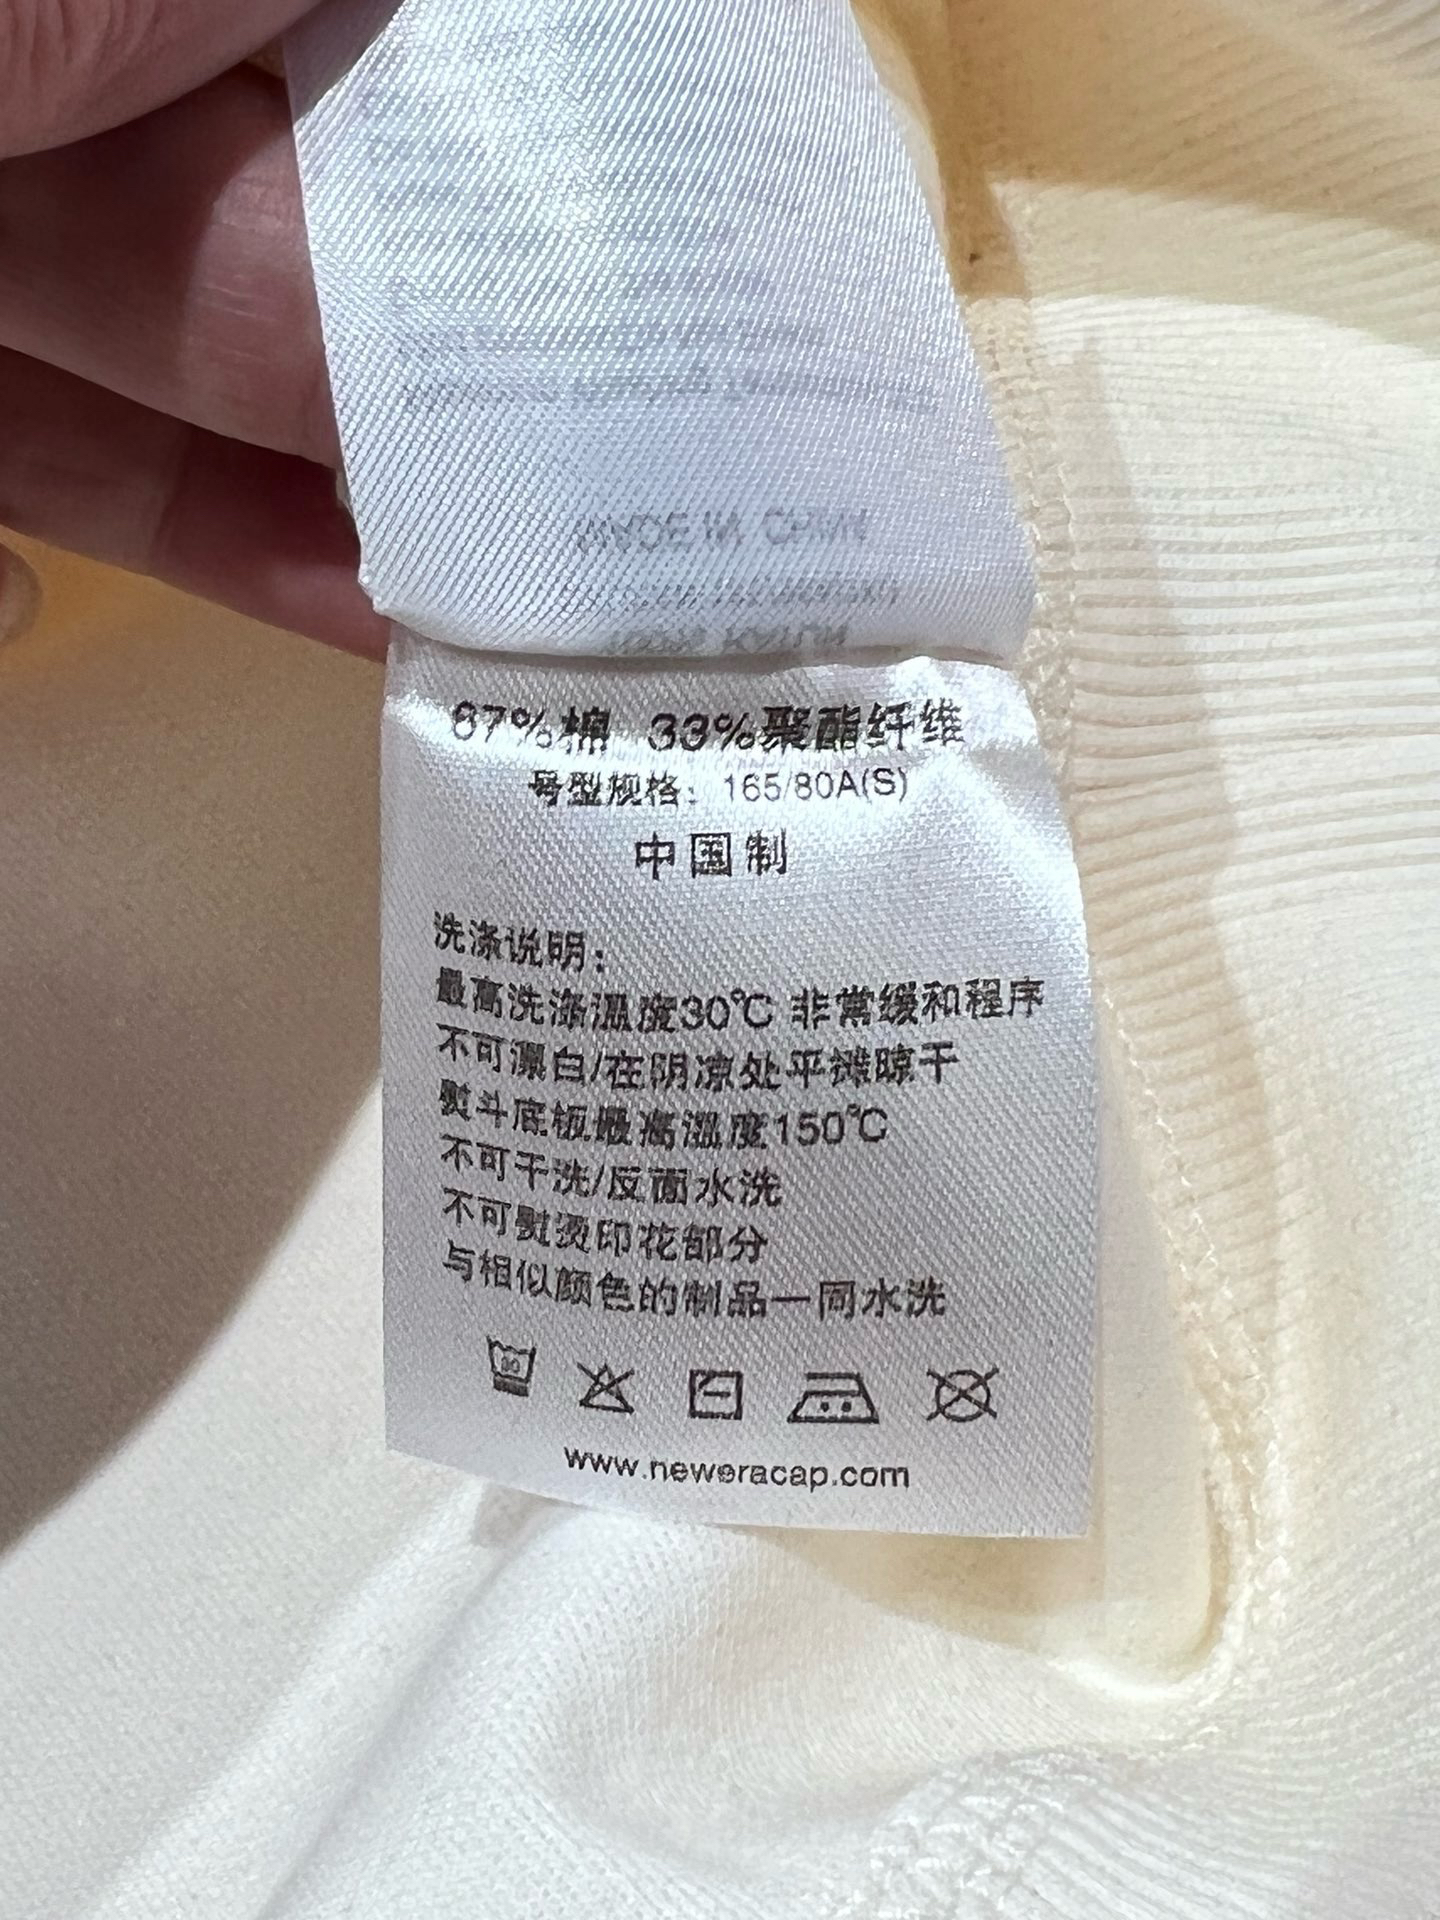 MADE IN CHINA
67%棉 33%聚酯纤维
号型规格：165/80A(S)
中国制
洗涤说明：
最高洗涤温度30℃ 非常缓和程序
不可漂白/在阴凉处平摊晾干
熨斗底板最高温度150℃
不可干洗/反面水洗
不可熨烫印花部分
与相似颜色的制品一同水洗
30
www.neweracap.com